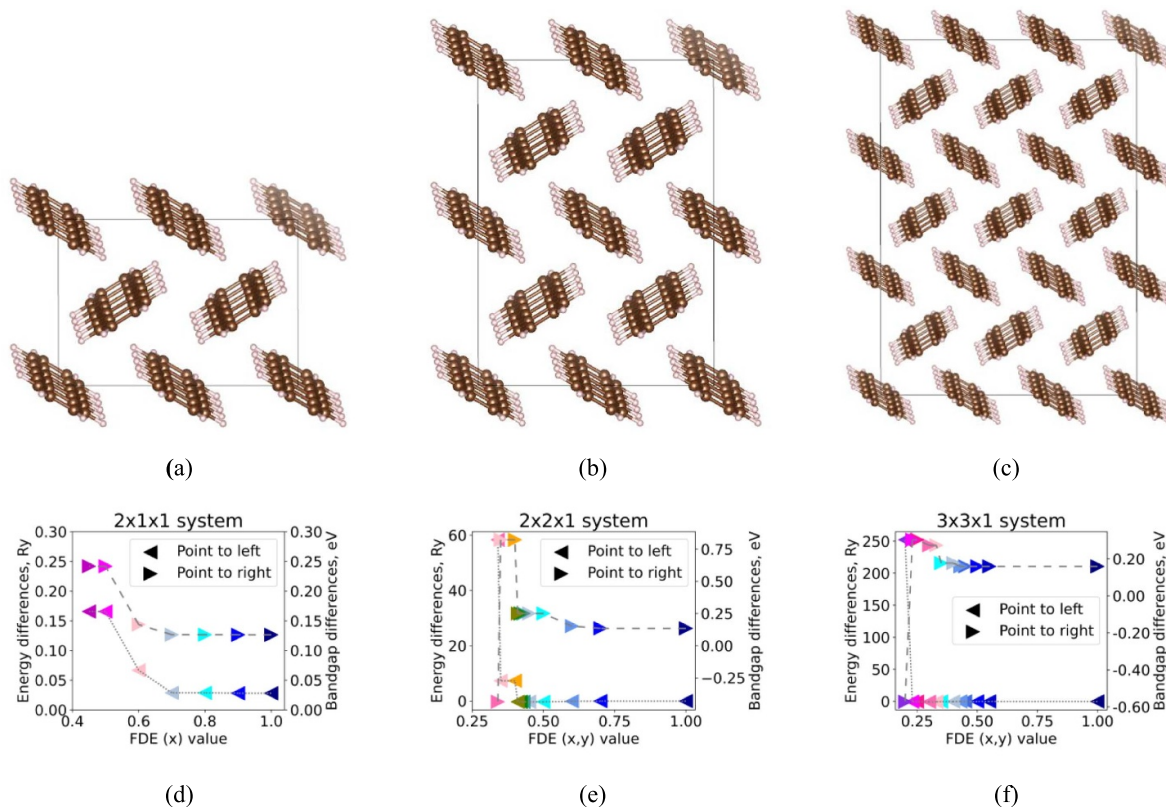 (a)
(b)
(c)
2x1x1 system
Energy differences, Ry
0.30
0.25
0.20
0.15
0.10
0.05
0.00
0.4
0.6
0.8
1.0
FDE (x) value
0.30
0.25
0.20
0.15
0.10
0.05
0.00
Bandgap differences, eV
Point to left
Point to right
(d)
2x2x1 system
Energy differences, Ry
60
40
20
0
0.25
0.50
0.75
1.00
FDE (x,y) value
0.75
0.50
0.25
0.00
−0.25
Bandgap differences, eV
Point to left
Point to right
(e)
3x3x1 system
Energy differences, Ry
250
200
150
100
50
0
0.25
0.50
0.75
1.00
FDE (x,y) value
0.20
0.00
−0.20
−0.40
−0.60
Bandgap differences, eV
Point to left
Point to right
(f)